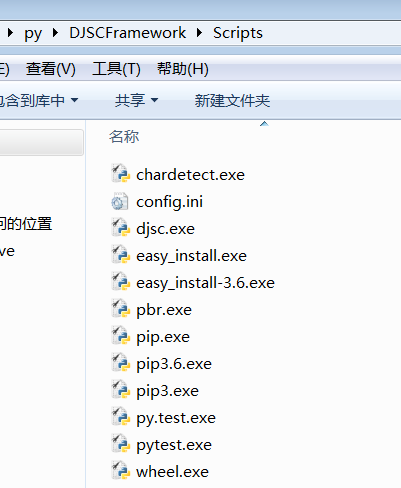 py DJSCFramework Scripts
E) 查看(V) 工具(T) 帮助(H)
包含到库中 共享 新建文件夹
名称
chardetect.exe
config.ini
djsc.exe
easy_install.exe
问的位置
ve
easy_install-3.6.exe
pbr.exe
pip.exe
pip3.6.exe
pip3.exe
py.test.exe
pytest.exe
wheel.exe